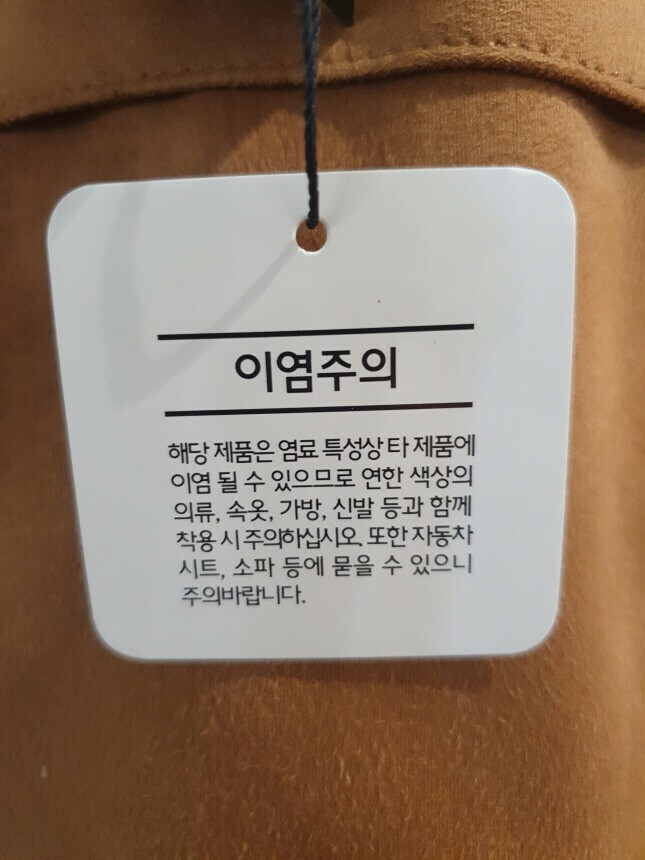 이염주의
해당 제품은 염료 특성상 타 제품에
이염 될 수 있으므로 연한 색상의
의류, 속옷, 가방, 신발 등과 함께
착용 시 주의하십시오. 또한 자동차
시트, 소파 등에 묻을 수 있으니
주의바랍니다.